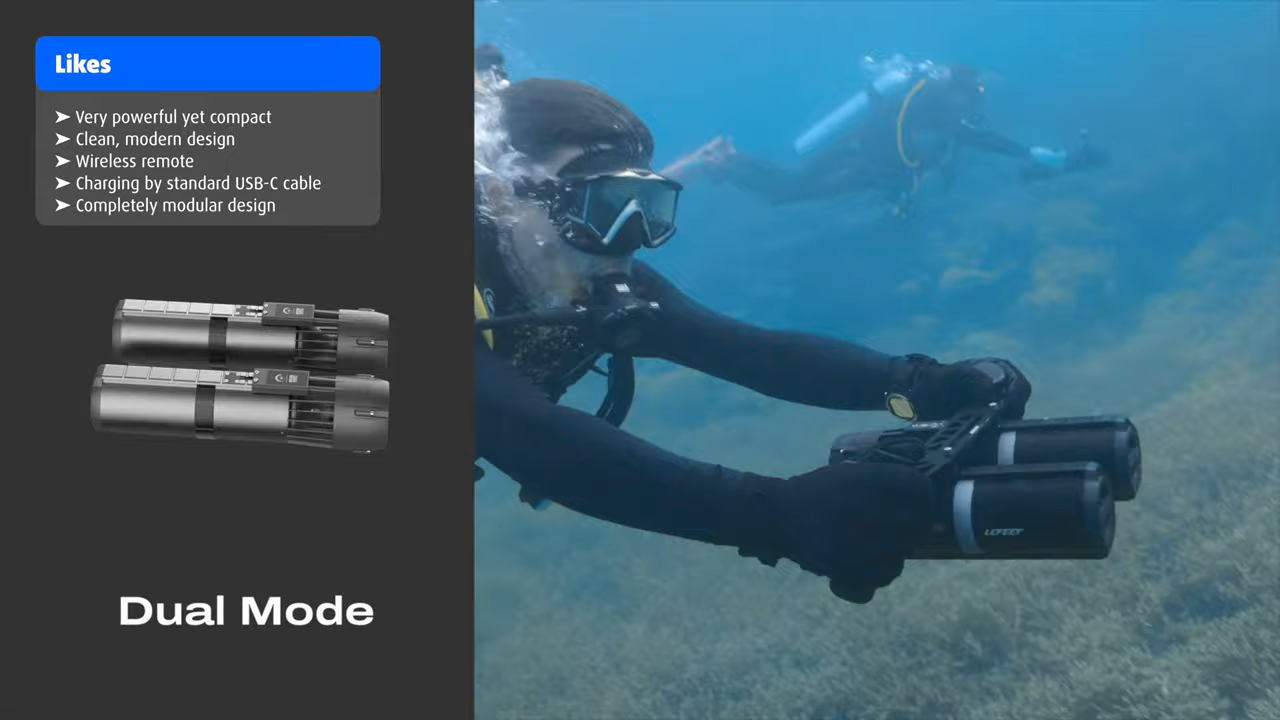 Likes
➤ Very powerful yet compact
➤ Clean, modern design
➤ Wireless remote
➤ Charging by standard USB-C cable
➤ Completely modular design
LEFEET
Dual Mode